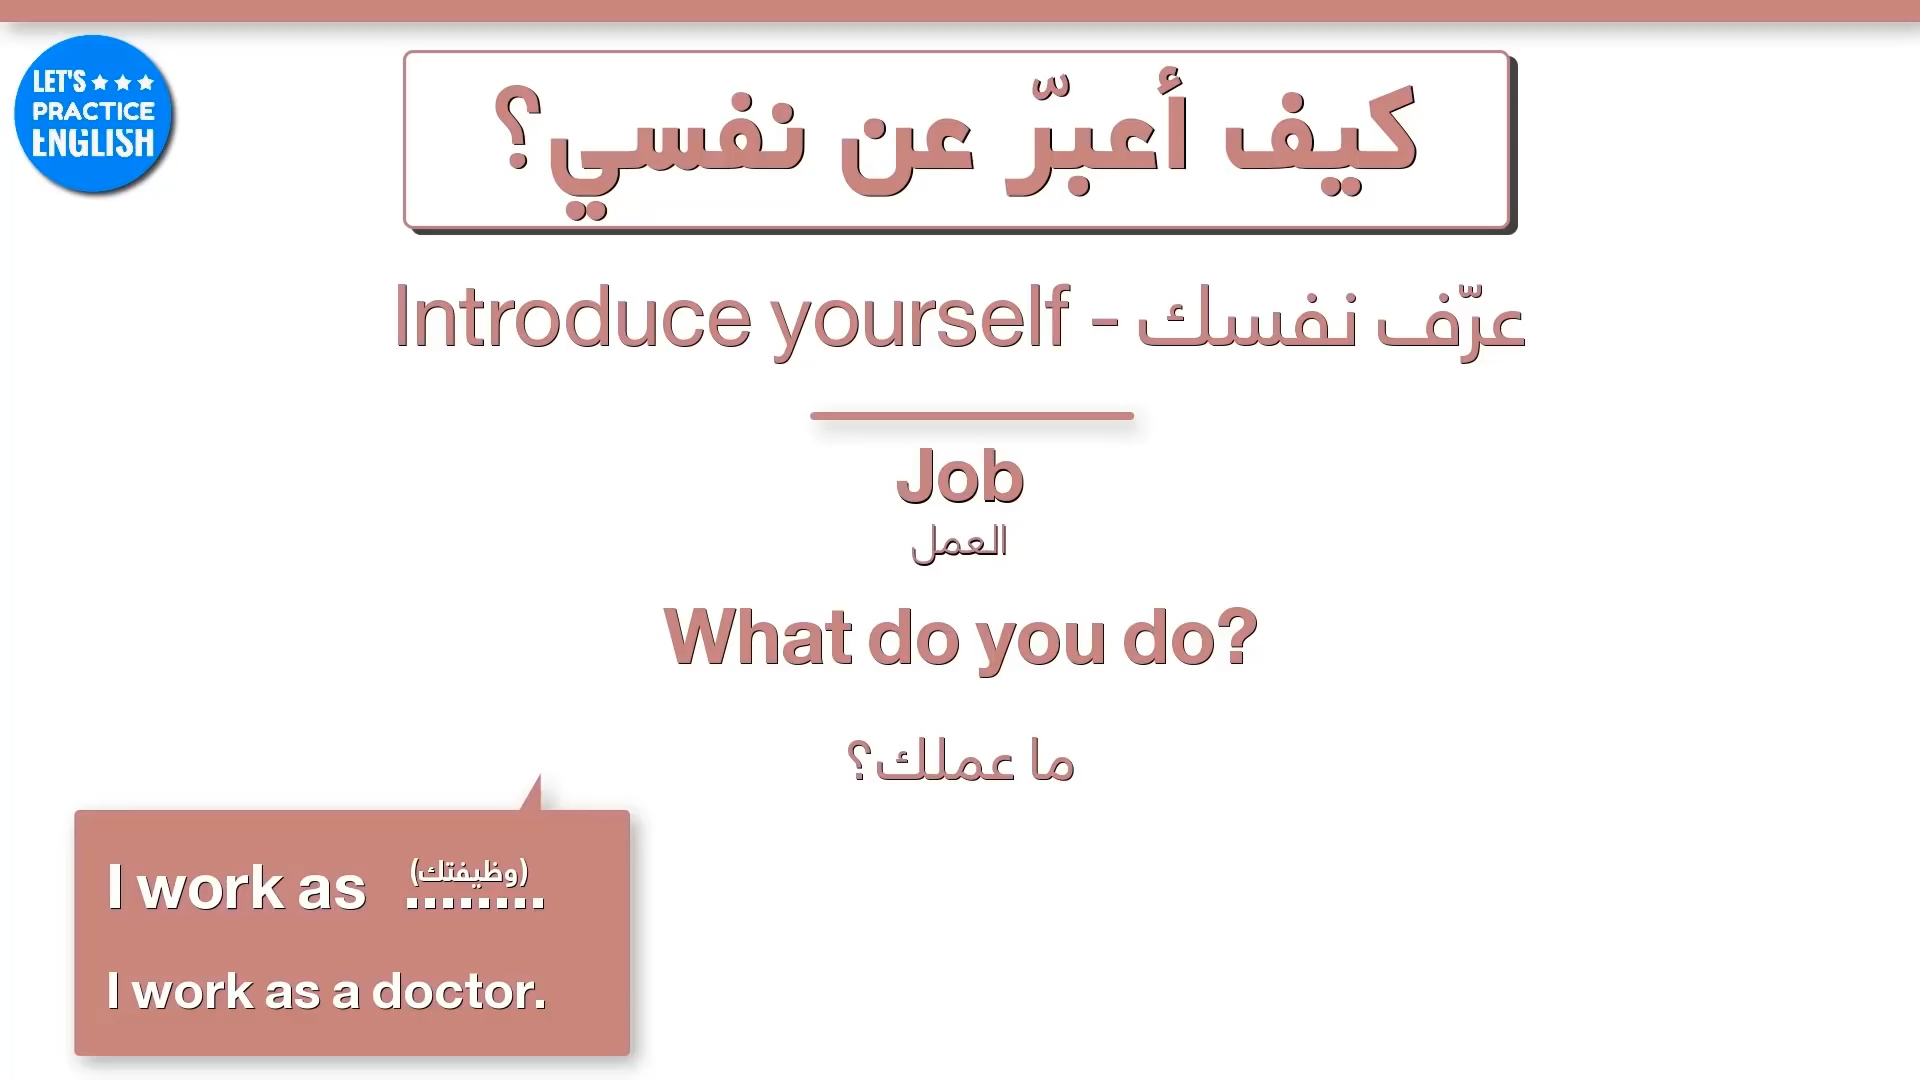 LET'S
PRACTICE
ENGLISH
كيف أعبّر عن نفسي؟
Introduce yourself - عرّف نفسك
Job
العمل
What do you do?
ما عملك؟
I work as ........ (وظيفتك)
I work as a doctor.